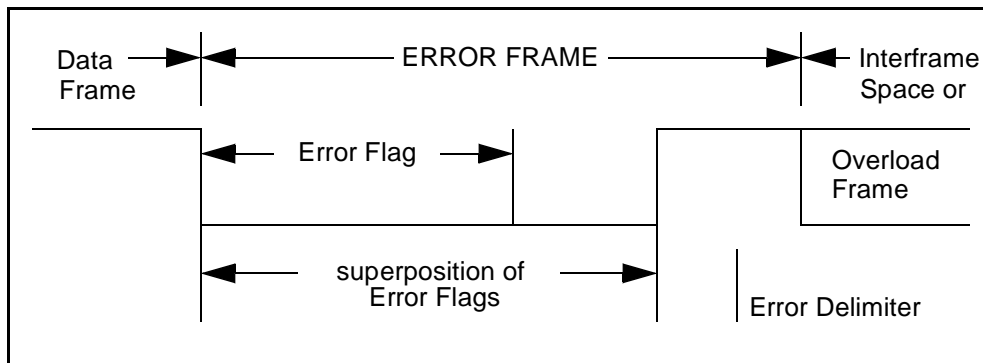 Data
Frame
ERROR FRAME
Interframe
Space or
Error Flag
Overload
Frame
superposition of
Error Flags
Error Delimiter